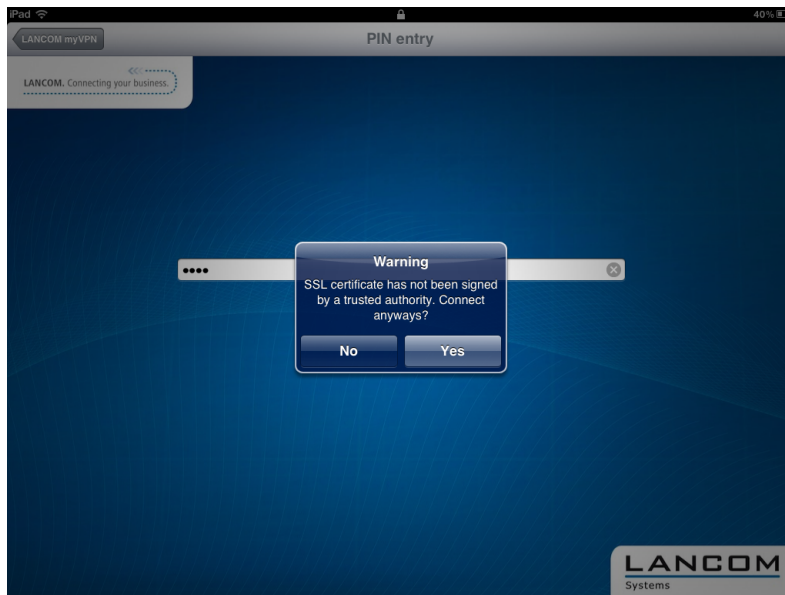 iPad 40%
LANCOM myVPN PIN entry
LANCOM. Connecting your business.
Warning
SSL certificate has not been signed
by a trusted authority. Connect
anyways?
No Yes
LANCOM
Systems